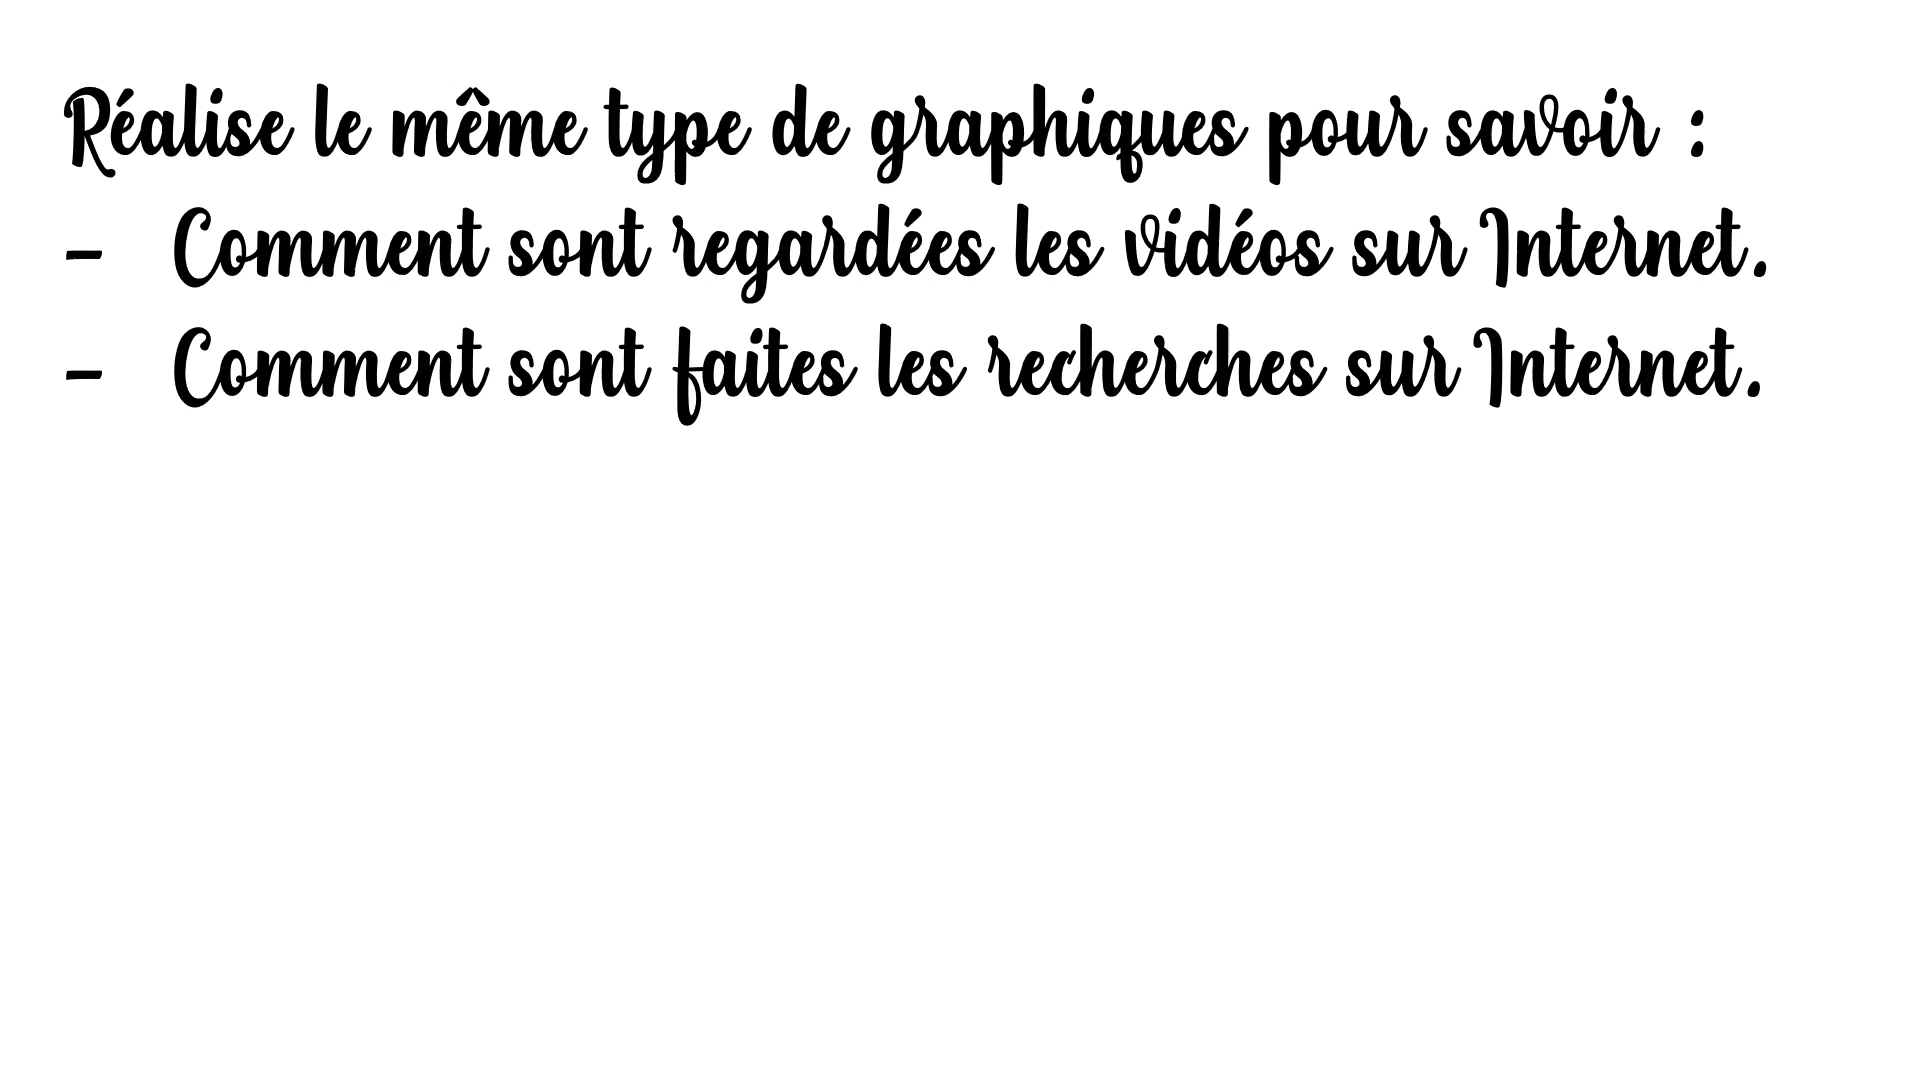 Réalise le même type de graphiques pour savoir :
- Comment sont regardées les vidéos sur Internet.
- Comment sont faites les recherches sur Internet.